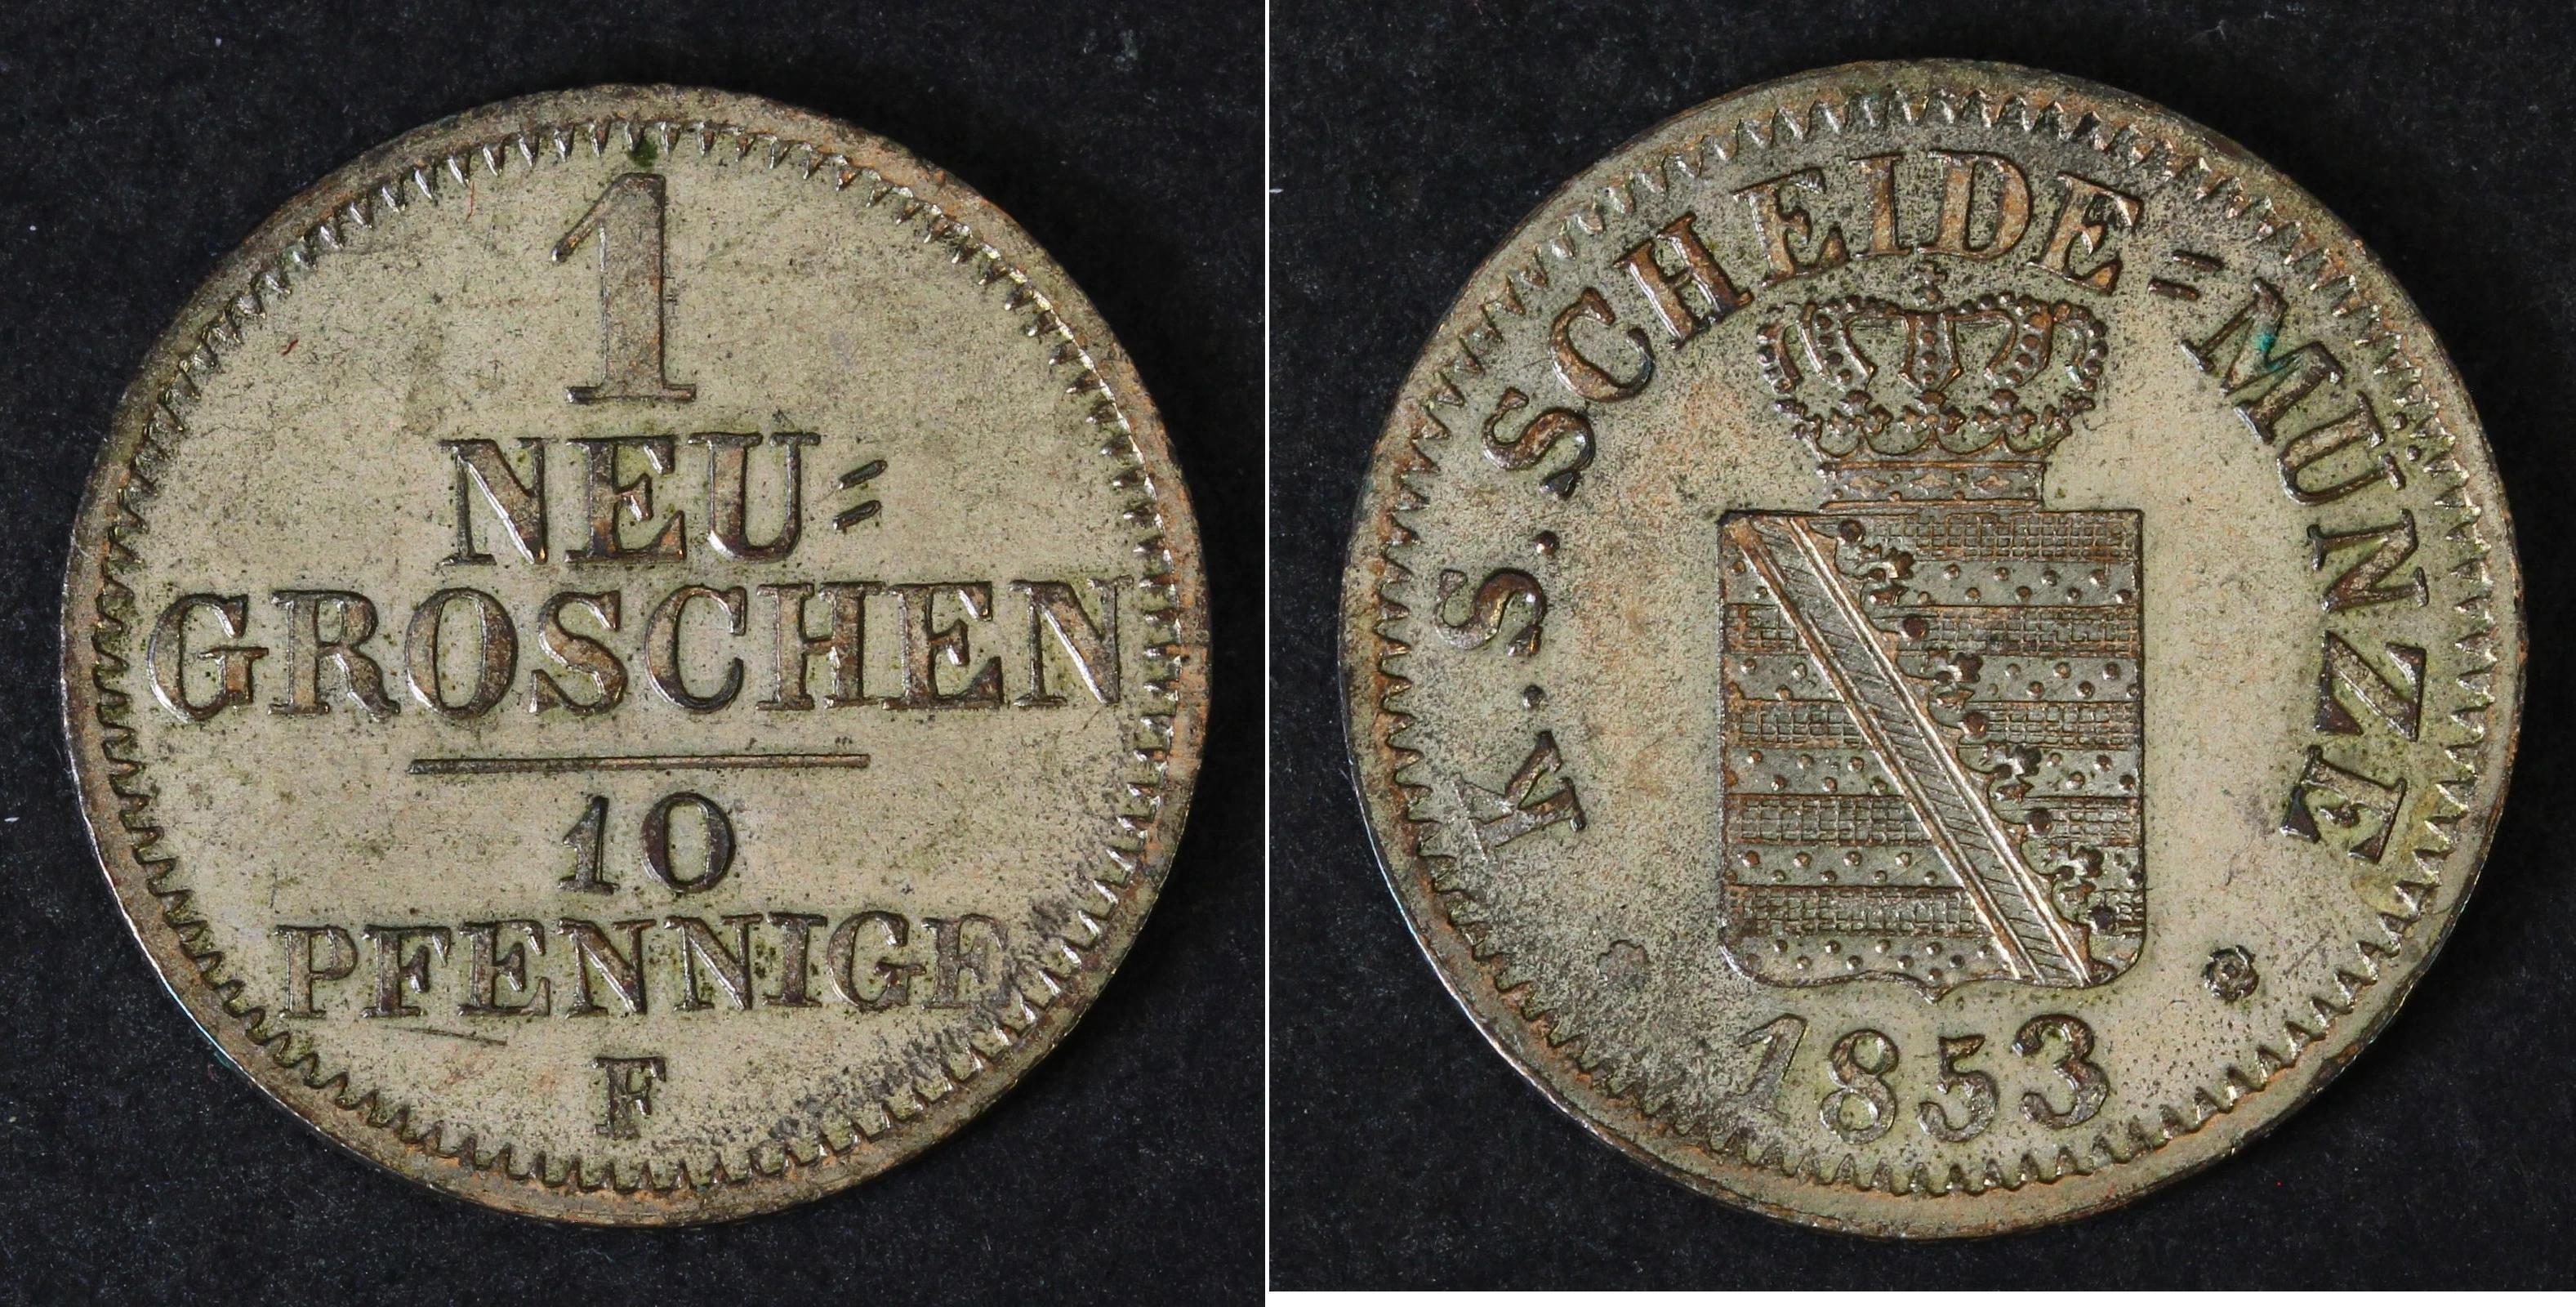 1
NEU=
GROSCHEN
10
PFENNIGE
F
K.S.SCHEIDE=MÜNZE
1853